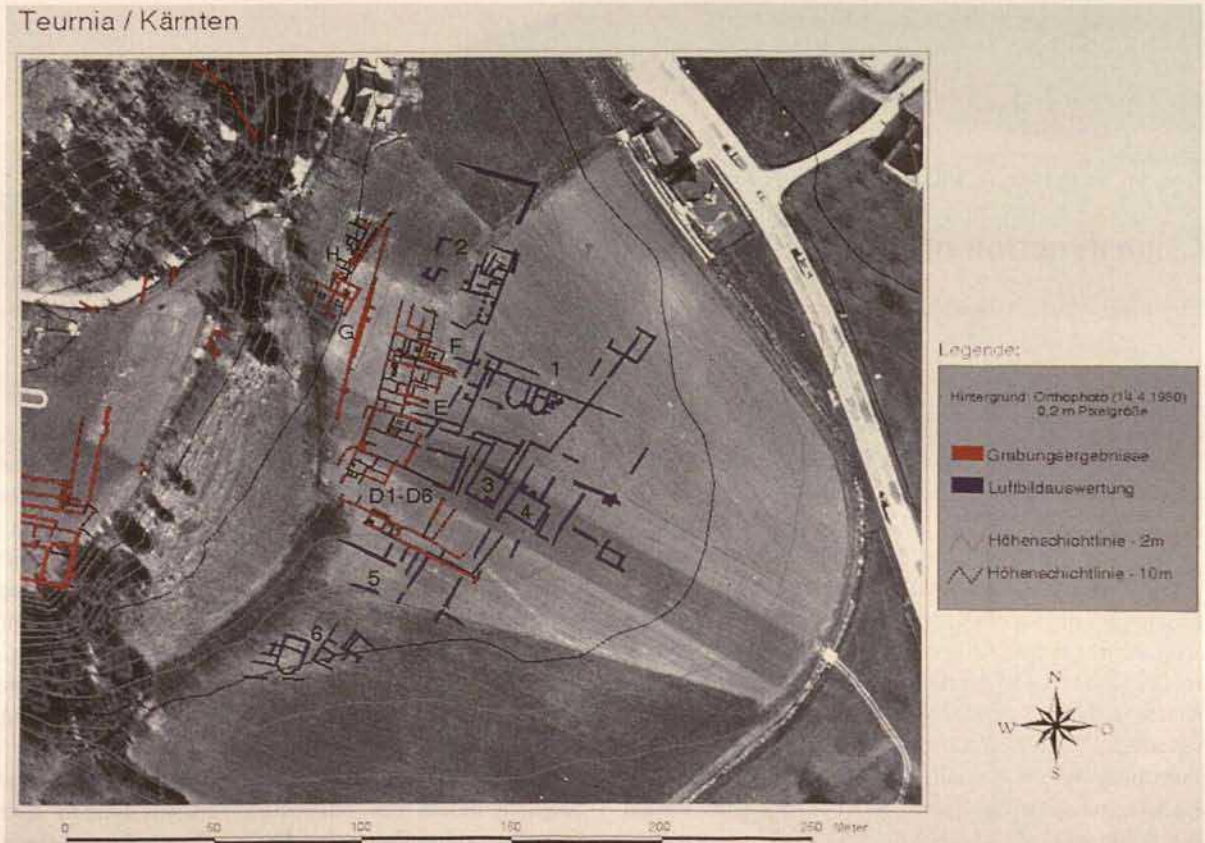 Teurnia / Kärnten
H
2
G
F
1
E
3
D1-D6
4
5
6
Legende:
Hintergrund: Orthophoto (14.4.1980)
0,2 m Pixelgröße
Grabungsergebnisse
Luftbildauswertung
Höhenschichtlinie - 2m
Höhenschichtlinie - 10m
N
W O
S
0 50 100 150 200 250 Meter